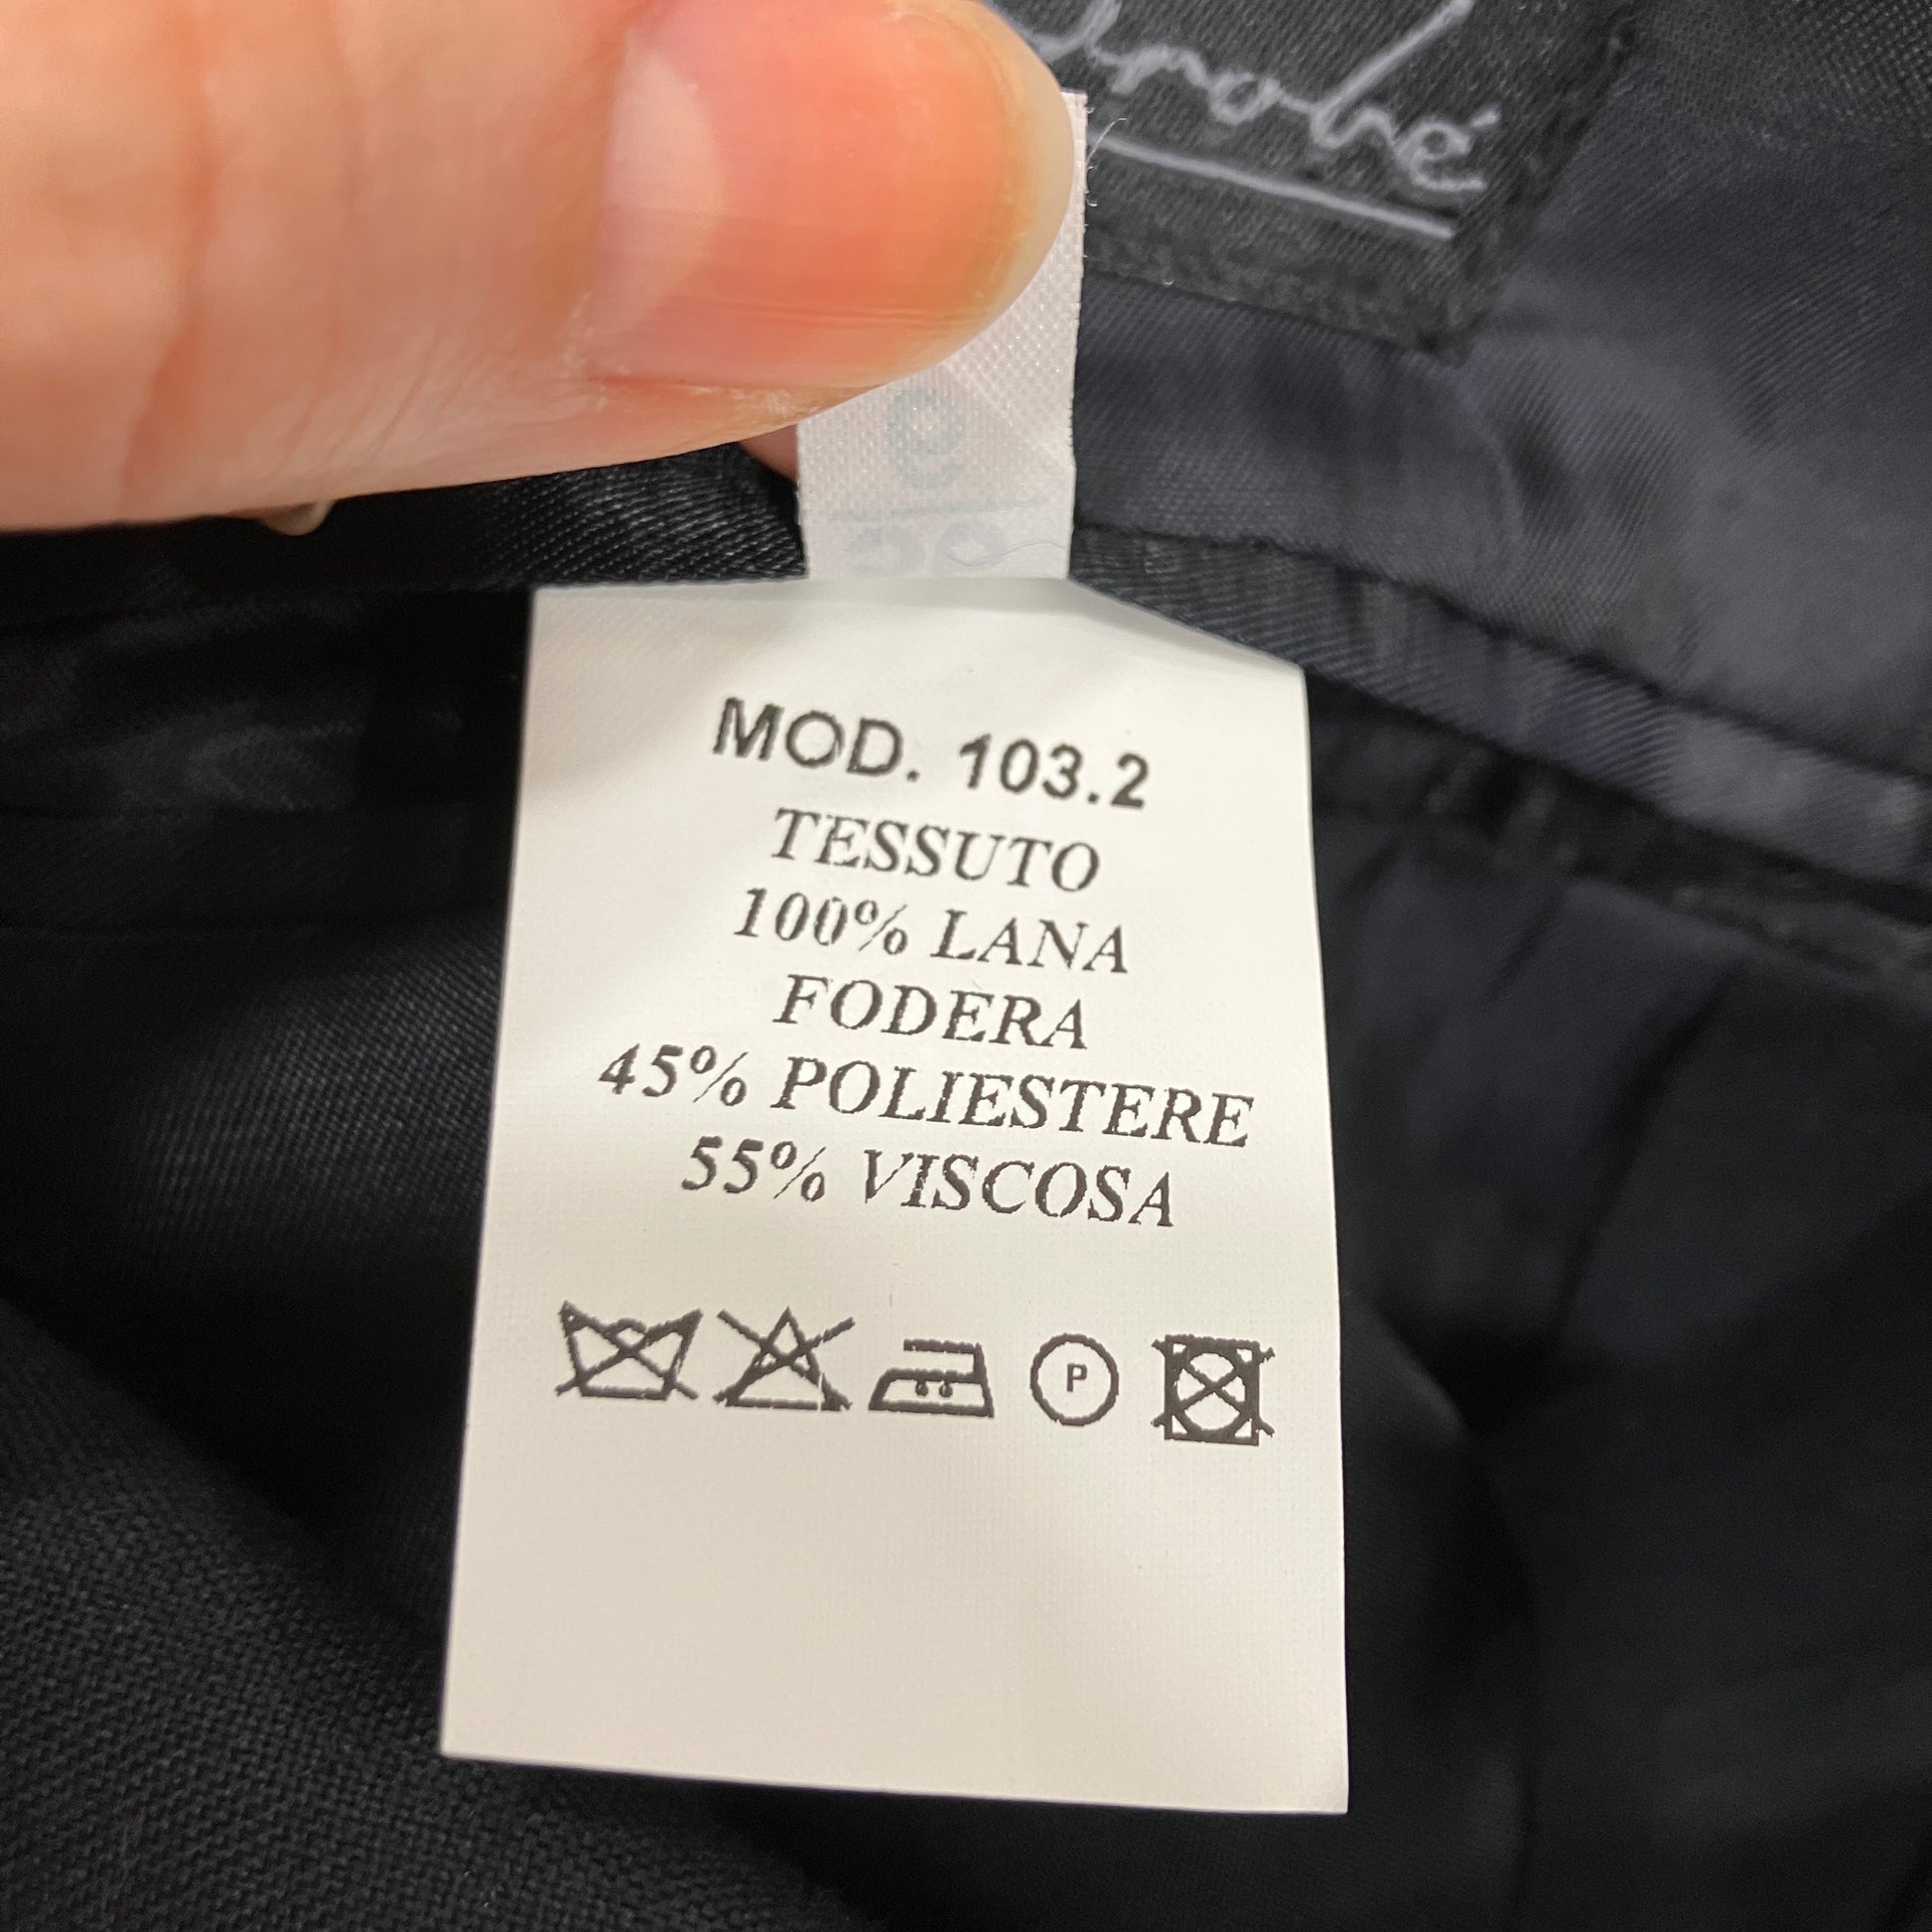 MOD. 103.2
TESSUTO
100% LANA
FODERA
45% POLIESTERE
55% VISCOSA
P